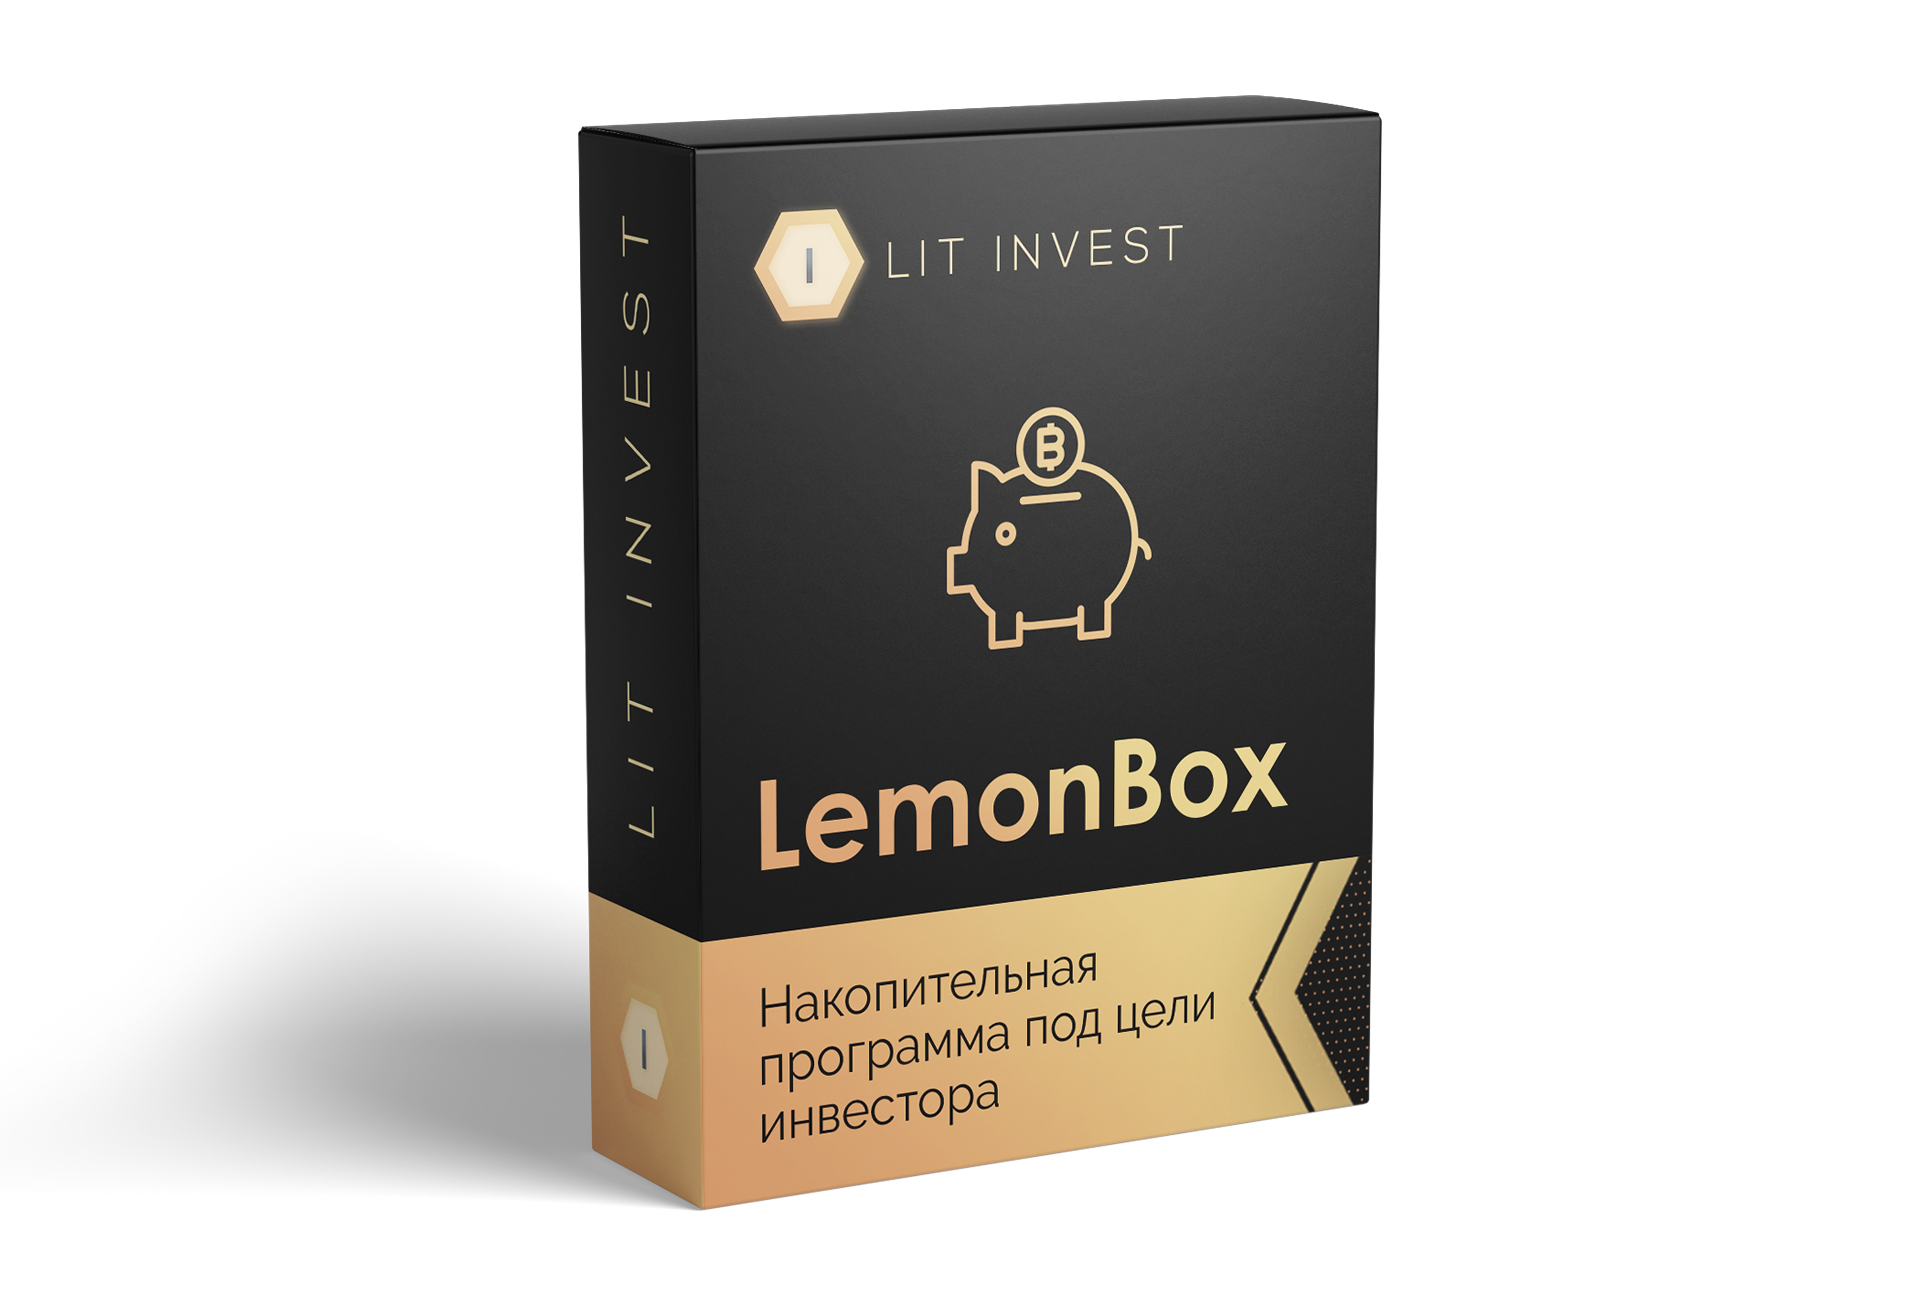 LIT INVEST
I
LIT INVEST
B
LemonBox
Накопительная
программа под цели
инвестора
I